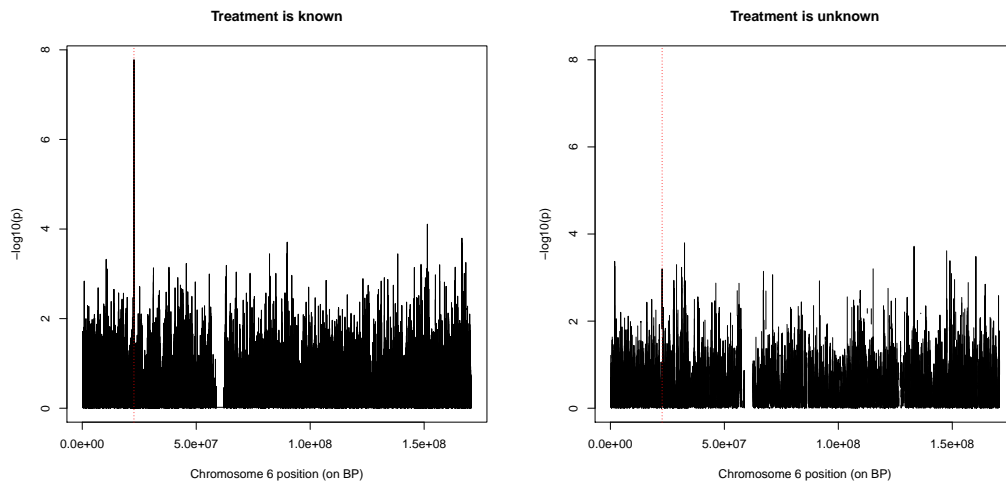 Treatment is known
−log10(p)
8
6
4
2
0
0.0e+00 5.0e+07 1.0e+08 1.5e+08
Chromosome 6 position (on BP)
Treatment is unknown
−log10(p)
8
6
4
2
0
0.0e+00 5.0e+07 1.0e+08 1.5e+08
Chromosome 6 position (on BP)